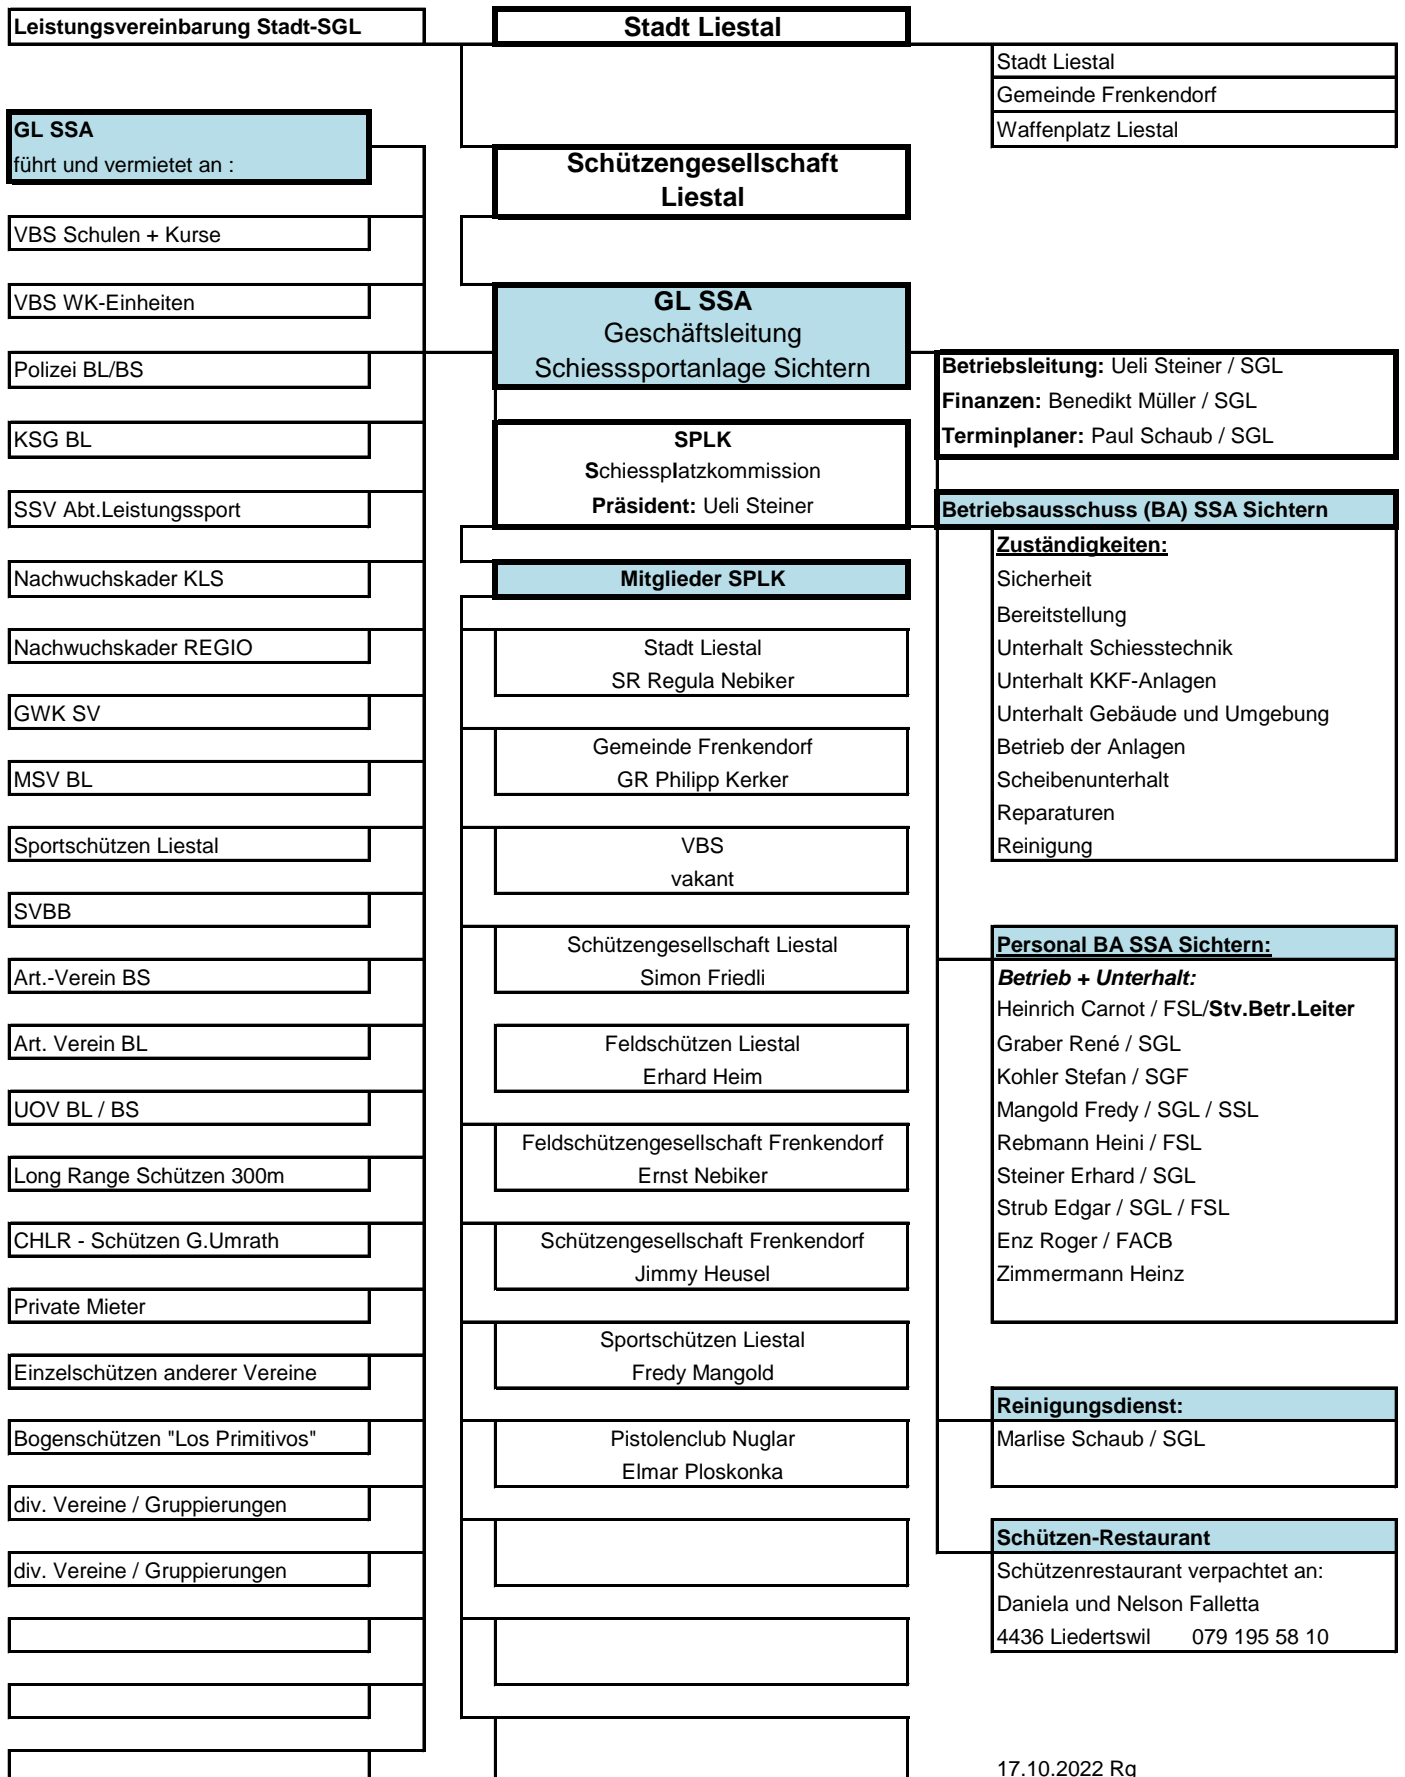 Leistungsvereinbarung Stadt-SGL
Stadt Liestal
Stadt Liestal
Gemeinde Frenkendorf
Waffenplatz Liestal
GL SSA
führt und vermietet an :
VBS Schulen + Kurse
VBS WK-Einheiten
Polizei BL/BS
KSG BL
SSV Abt.Leistungssport
Nachwuchskader KLS
Nachwuchskader REGIO
GWK SV
MSV BL
Sportschützen Liestal
SVBB
Art.-Verein BS
Art. Verein BL
UOV BL / BS
Long Range Schützen 300m
CHLR - Schützen G.Umrath
Private Mieter
Einzelschützen anderer Vereine
Bogenschützen "Los Primitivos"
div. Vereine / Gruppierungen
div. Vereine / Gruppierungen
Schützengesellschaft
Liestal
GL SSA
Geschäftsleitung
Schiesssportanlage Sichtern
SPLK
Schiessplatzkommission
Präsident: Ueli Steiner
Mitglieder SPLK
Stadt Liestal
SR Regula Nebiker
Gemeinde Frenkendorf
GR Philipp Kerker
VBS
vakant
Schützengesellschaft Liestal
Simon Friedli
Feldschützen Liestal
Erhard Heim
Feldschützengesellschaft Frenkendorf
Ernst Nebiker
Schützengesellschaft Frenkendorf
Jimmy Heusel
Sportschützen Liestal
Fredy Mangold
Pistolenclub Nuglar
Elmar Ploskonka
Betriebsleitung: Ueli Steiner / SGL
Finanzen: Benedikt Müller / SGL
Terminplaner: Paul Schaub / SGL
Betriebsausschuss (BA) SSA Sichtern
Zuständigkeiten:
Sicherheit
Bereitstellung
Unterhalt Schiesstechnik
Unterhalt KKF-Anlagen
Unterhalt Gebäude und Umgebung
Betrieb der Anlagen
Scheibenunterhalt
Reparaturen
Reinigung
Personal BA SSA Sichtern:
Betrieb + Unterhalt:
Heinrich Carnot / FSL/Stv.Betr.Leiter
Graber René / SGL
Kohler Stefan / SGF
Mangold Fredy / SGL / SSL
Rebmann Heini / FSL
Steiner Erhard / SGL
Strub Edgar / SGL / FSL
Enz Roger / FACB
Zimmermann Heinz
Reinigungsdienst:
Marlise Schaub / SGL
Schützen-Restaurant
Schützenrestaurant verpachtet an:
Daniela und Nelson Falletta
4436 Liedertswil 079 195 58 10
17.10.2022 Rg